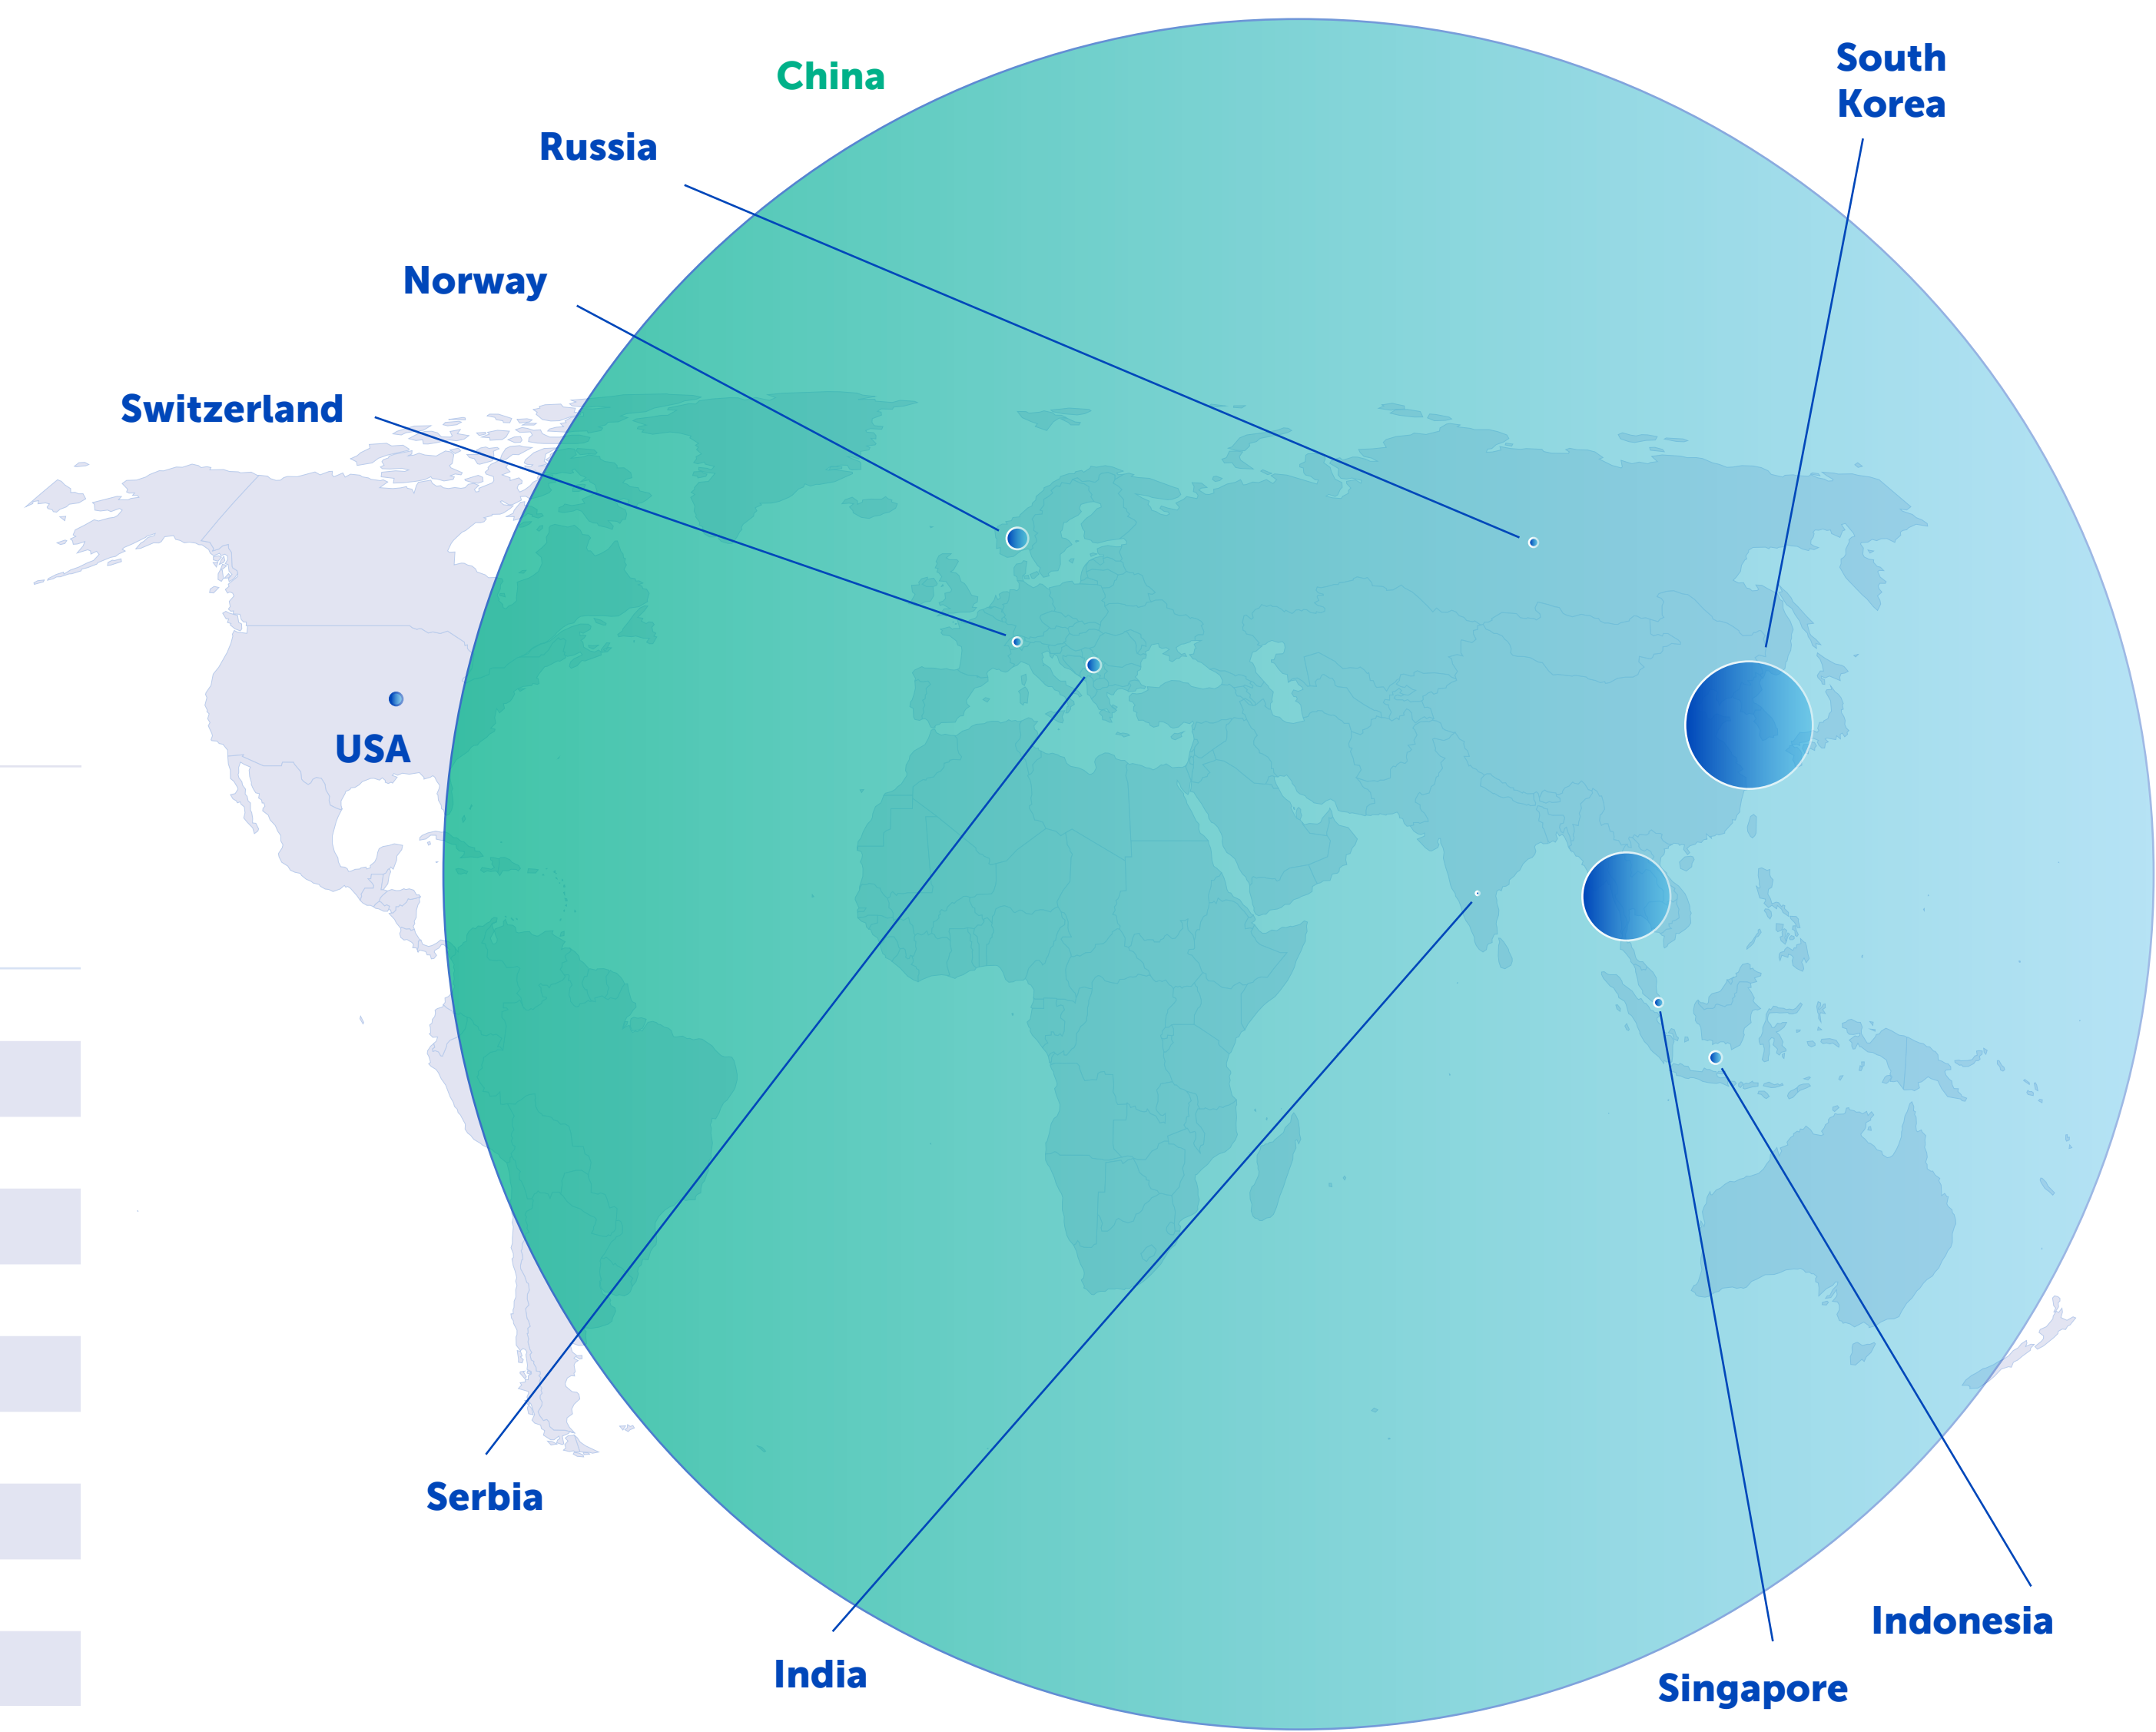 China
South
Korea
Russia
Norway
Switzerland
USA
Serbia
India
Indonesia
Singapore